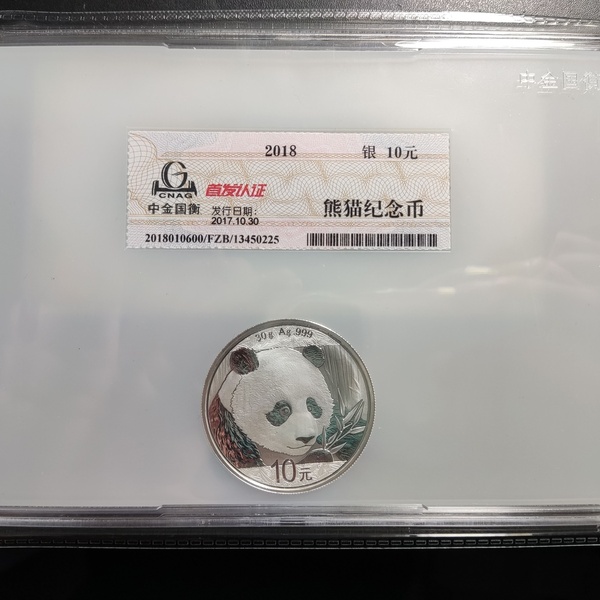 中金国衡
2018 银 10元
CNAG
中金国衡
首发认证
发行日期:
2017.10.30
熊猫纪念币
2018010600/FZB/13450225
30g Ag .999
10元